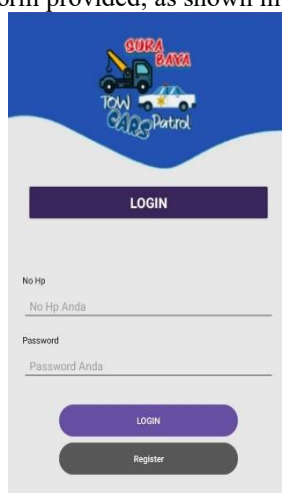 orm provided, as shown in
SURA
BAYA
TOW
CARS Patrol
LOGIN
No Hp
No Hp Anda
Password
Password Anda
LOGIN
Register